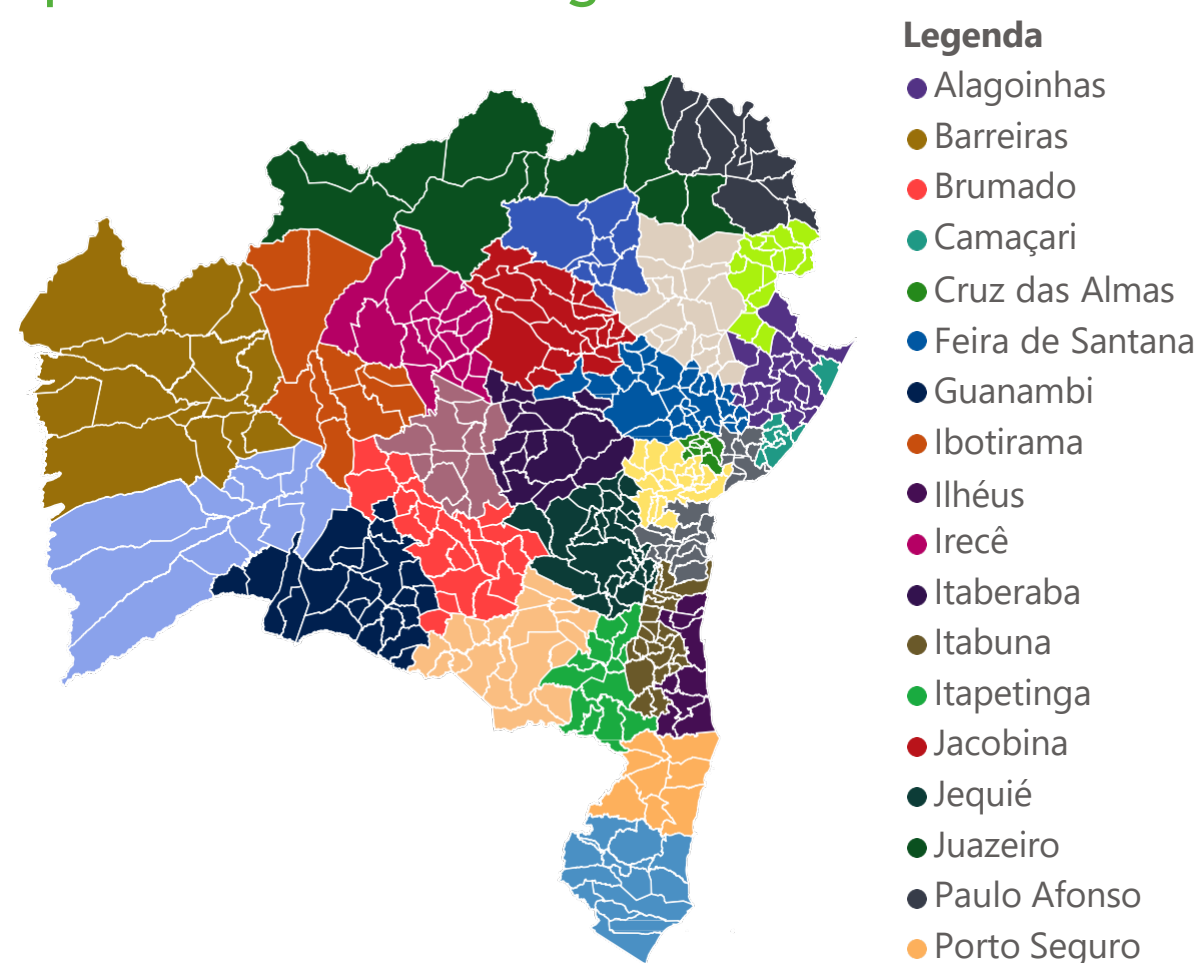 Legenda
Alagoinhas
Barreiras
Brumado
Camaçari
Cruz das Almas
Feira de Santana
Guanambi
Ibotirama
Ilhéus
Irecê
Itaberaba
Itabuna
Itapetinga
Jacobina
Jequié
Juazeiro
Paulo Afonso
Porto Seguro